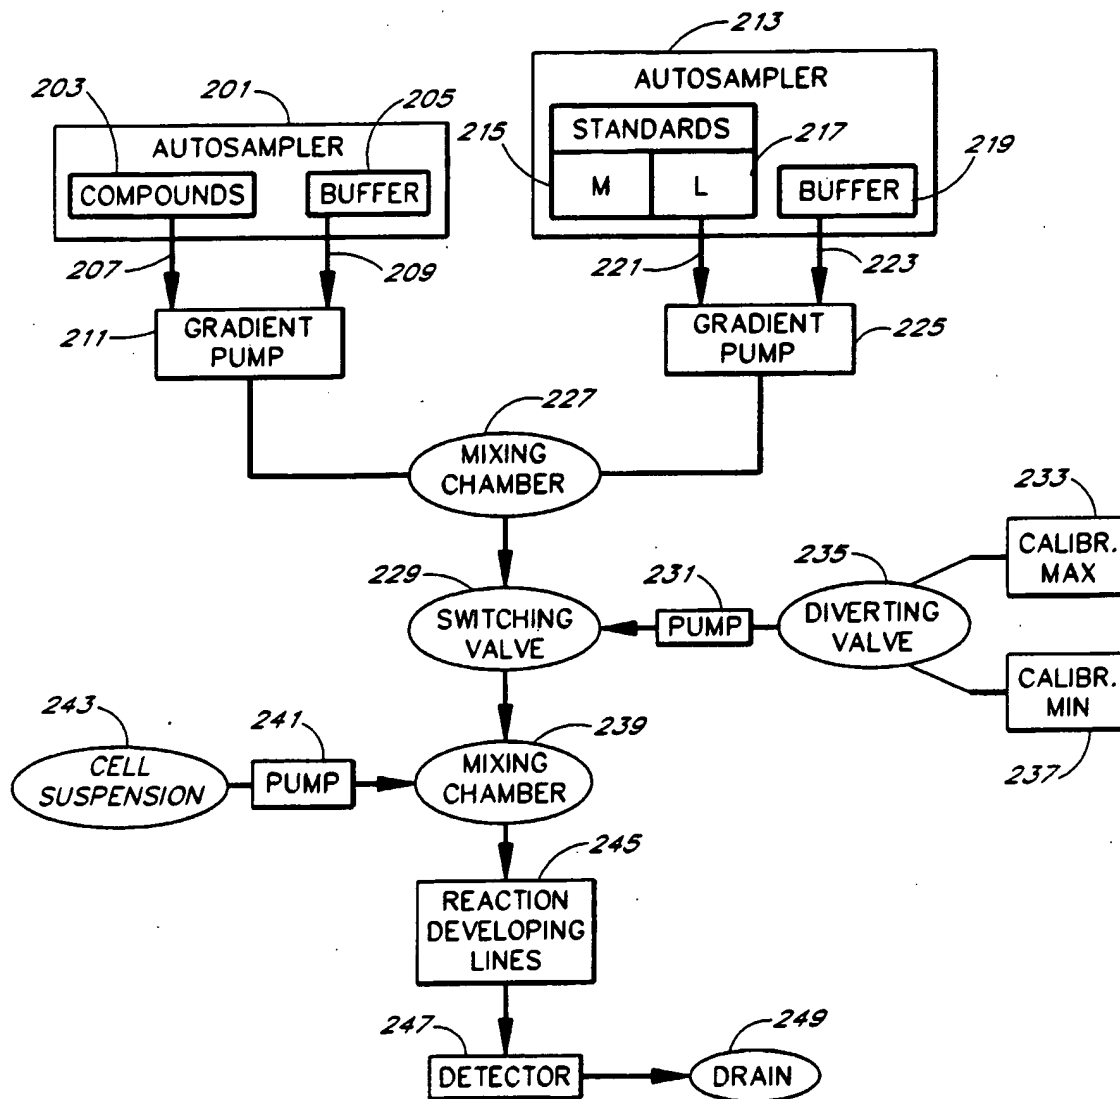 213
203
201
205
AUTOSAMPLER
215
STANDARDS
217
219
AUTOSAMPLER
M
L
BUFFER
COMPOUNDS
BUFFER
207
209
221
223
211
GRADIENT
PUMP
GRADIENT
PUMP
225
227
MIXING
CHAMBER
233
229
231
235
CALIBR.
MAX
SWITCHING
VALVE
PUMP
DIVERTING
VALVE
CALIBR.
MIN
237
243
241
239
CELL
SUSPENSION
PUMP
MIXING
CHAMBER
245
REACTION
DEVELOPING
LINES
247
249
DETECTOR
DRAIN